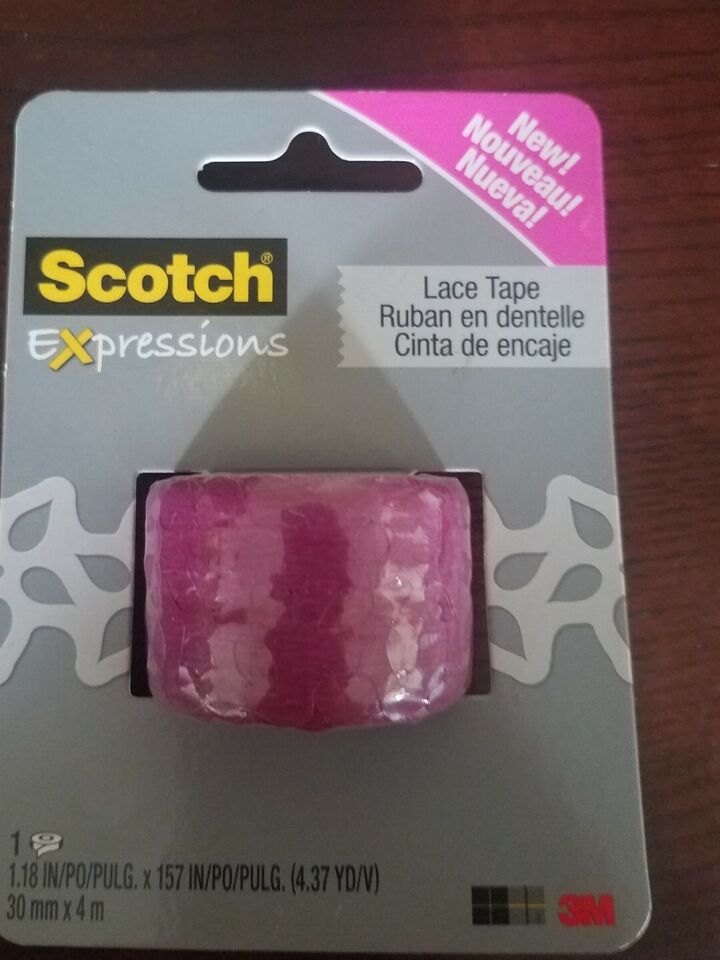 New!
Nouveau!
Nueva!
Scotch®
Expressions
Lace Tape
Ruban en dentelle
Cinta de encaje
1
1.18 IN/PO/PULG. x 157 IN/PO/PULG. (4.37 YD/V)
30 mm x 4 m
3M